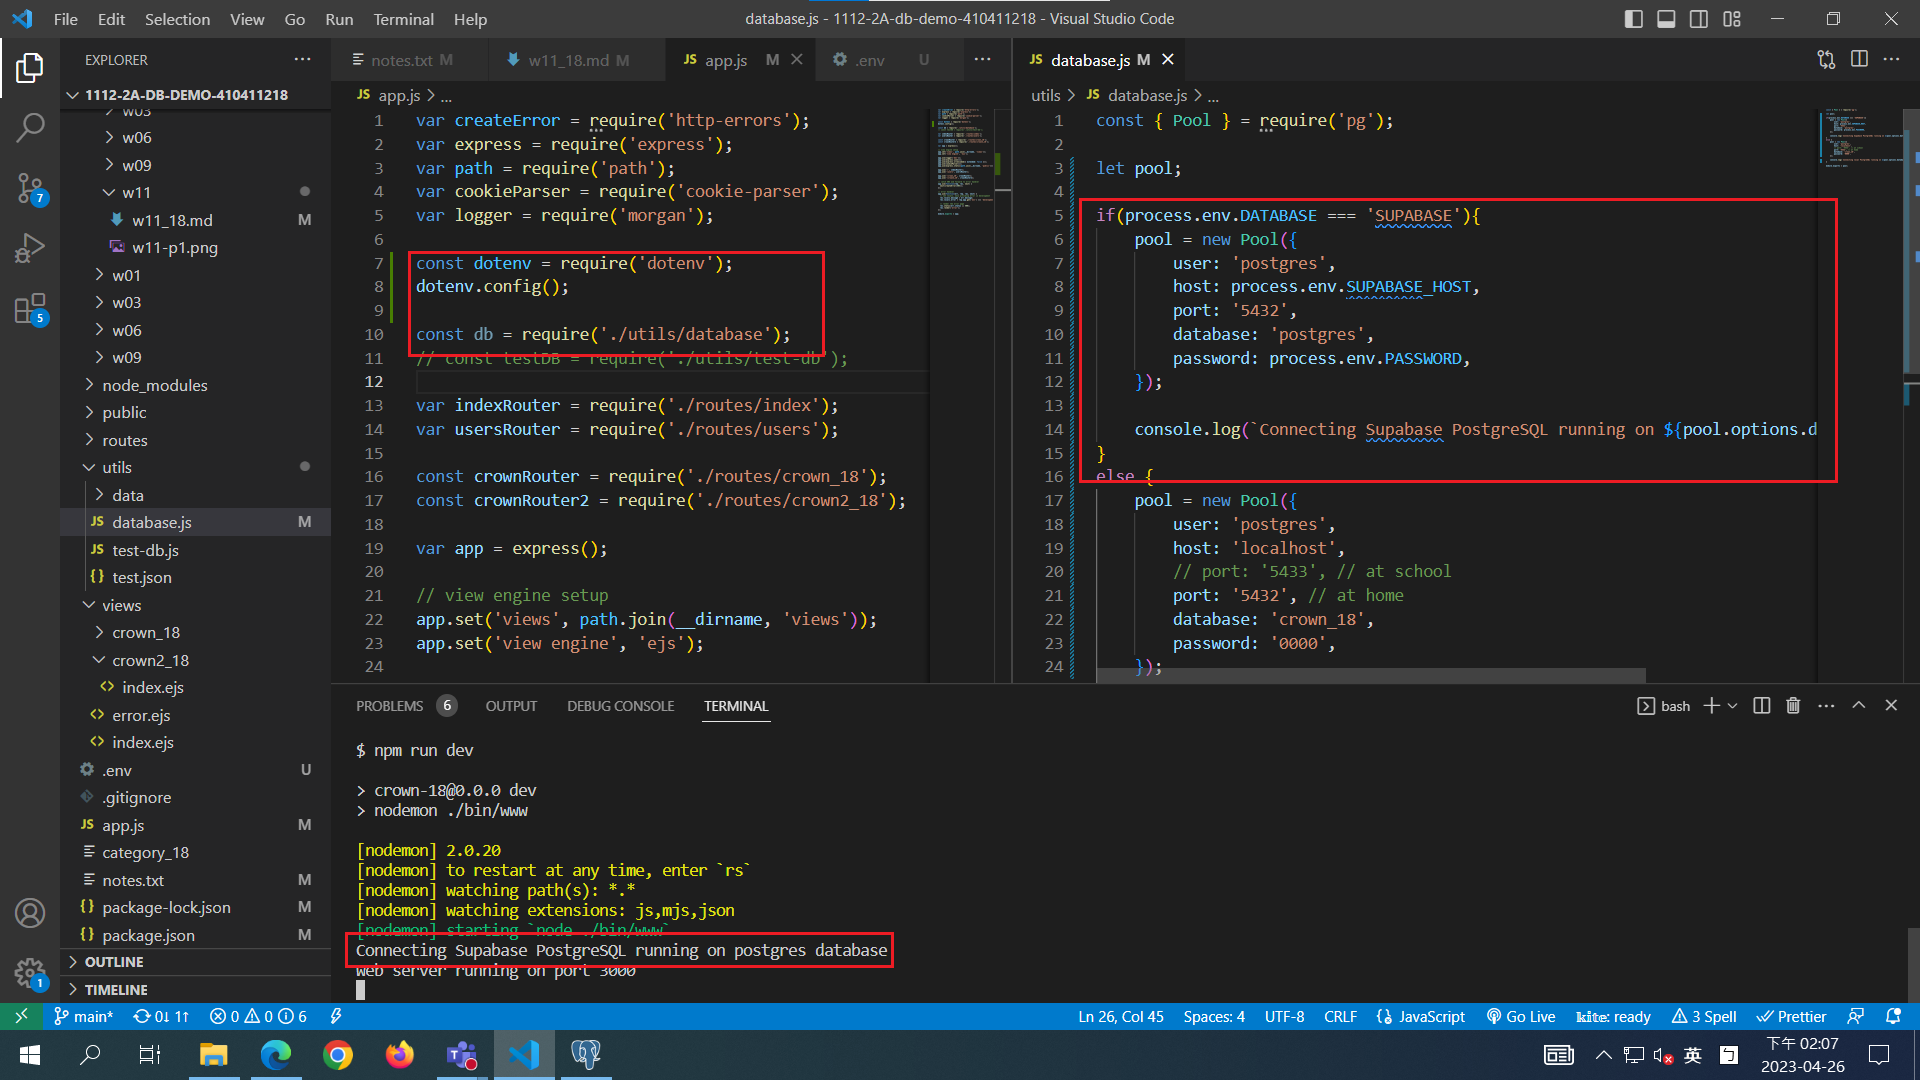 File Edit Selection View Go Run Terminal Help
database.js - 1112-2A-db-demo-410411218 - Visual Studio Code
EXPLORER
1112-2A-DB-DEMO-410411218
w03
w06
w09
w11
w11_18.md M
w11-p1.png
w01
w03
w06
w09
node_modules
public
routes
utils
data
database.js M
test-db.js
test.json
views
crown_18
crown2_18
index.ejs
error.ejs
index.ejs
.env U
.gitignore
app.js M
category_18
notes.txt M
package-lock.json M
package.json M
OUTLINE
TIMELINE
7
5
1
notes.txt M
w11_18.md M
JS app.js M
.env U
JS app.js > ...
1 var createError = require('http-errors');
2 var express = require('express');
3 var path = require('path');
4 var cookieParser = require('cookie-parser');
5 var logger = require('morgan');
6
7 const dotenv = require('dotenv');
8 dotenv.config();
9
10 const db = require('./utils/database');
11 // const testDB = require('./utils/test-db');
12
13 var indexRouter = require('./routes/index');
14 var usersRouter = require('./routes/users');
15
16 const crownRouter = require('./routes/crown_18');
17 const crownRouter2 = require('./routes/crown2_18');
18
19 var app = express();
20
21 // view engine setup
22 app.set('views', path.join(__dirname, 'views'));
23 app.set('view engine', 'ejs');
24
JS database.js M
utils > JS database.js > ...
1 const { Pool } = require('pg');
2
3 let pool;
4
5 if(process.env.DATABASE === 'SUPABASE'){
6 pool = new Pool({
7 user: 'postgres',
8 host: process.env.SUPABASE_HOST,
9 port: '5432',
10 database: 'postgres',
11 password: process.env.PASSWORD,
12 });
13
14 console.log(`Connecting Supabase PostgreSQL running on ${pool.options.d
15 }
16 else {
17 pool = new Pool({
18 user: 'postgres',
19 host: 'localhost',
20 // port: '5433', // at school
21 port: '5432', // at home
22 database: 'crown_18',
23 password: '0000',
24 });
PROBLEMS 6 OUTPUT DEBUG CONSOLE TERMINAL
bash
$ npm run dev
> crown-18@0.0.0 dev
> nodemon ./bin/www
[nodemon] 2.0.20
[nodemon] to restart at any time, enter `rs`
[nodemon] watching path(s): *.*
[nodemon] watching extensions: js,mjs,json
[nodemon] starting `node ./bin/www`
Connecting Supabase PostgreSQL running on postgres database
Web server running on port 3000
main* 0↓ 1↑ 0 0 6
Ln 26, Col 45 Spaces: 4 UTF-8 CRLF JavaScript Go Live kite: ready 3 Spell Prettier
英
下午 02:07
2023-04-26